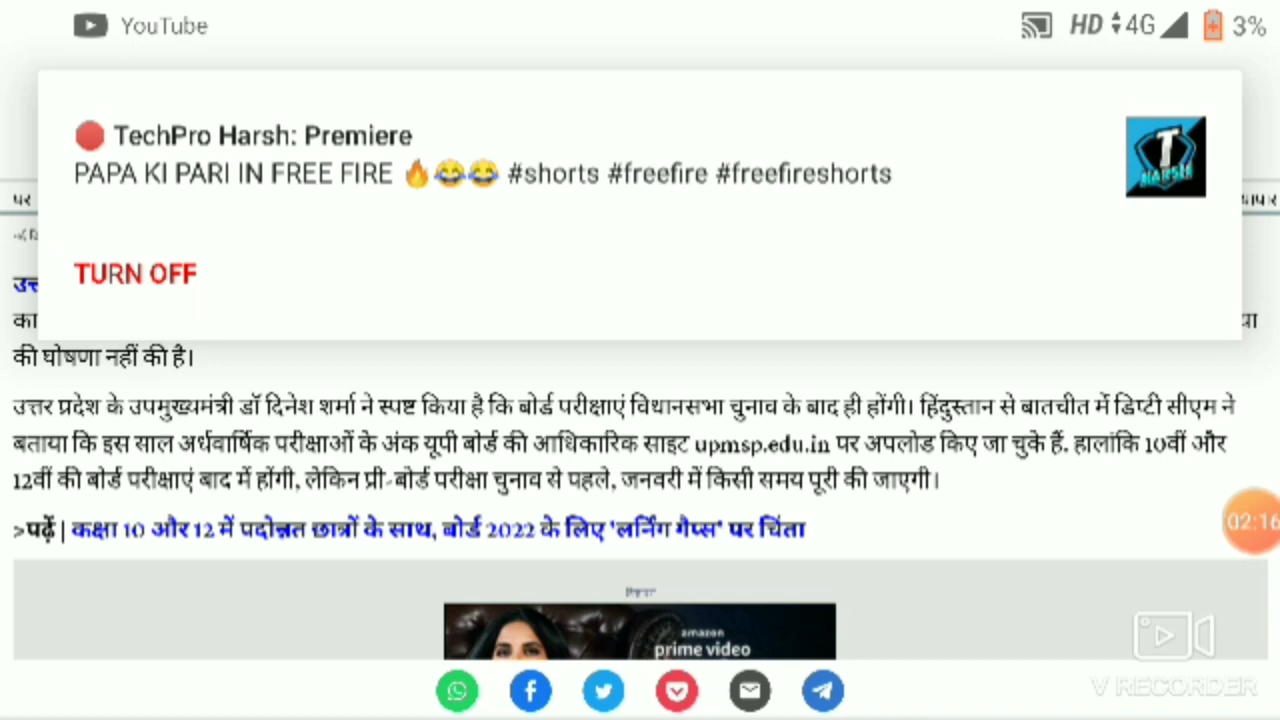 YouTube
HD 4G 3%
🔴 TechPro Harsh: Premiere
PAPA KI PARI IN FREE FIRE 🔥😂😂 #shorts #freefire #freefireshorts
T HARSH
पर
TURN OFF
का
की घोषणा नहीं की है।
उत्तर प्रदेश के उपमुख्यमंत्री डॉ दिनेश शर्मा ने स्पष्ट किया है कि बोर्ड परीक्षाएं विधानसभा चुनाव के बाद ही होंगी। हिंदुस्तान से बातचीत में डिप्टी सीएम ने
बताया कि इस साल अर्धवार्षिक परीक्षाओं के अंक यूपी बोर्ड की आधिकारिक साइट upmsp.edu.in पर अपलोड किए जा चुके हैं. हालांकि 10वीं और
12वीं की बोर्ड परीक्षाएं बाद में होंगी, लेकिन प्री-बोर्ड परीक्षा चुनाव से पहले, जनवरी में किसी समय पूरी की जाएगी।
02:16
>पढ़ें | कक्षा 10 और 12 में पदोन्नत छात्रों के साथ, बोर्ड 2022 के लिए 'लर्निंग गैप्स' पर चिंता
amazon
prime video
V RECORDER